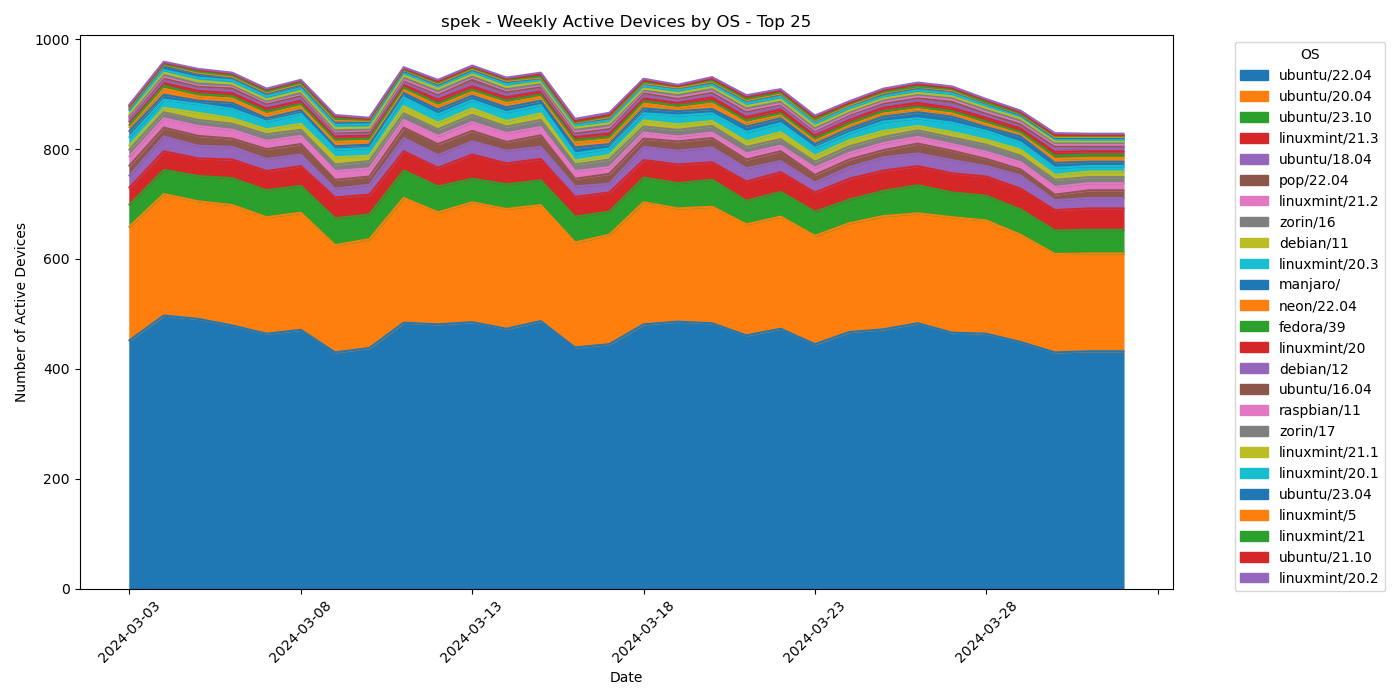 spek - Weekly Active Devices by OS - Top 25
1000
800
600
400
200
0
Number of Active Devices
2024-03-03
2024-03-08
2024-03-13
2024-03-18
2024-03-23
2024-03-28
Date
OS
ubuntu/22.04
ubuntu/20.04
ubuntu/23.10
linuxmint/21.3
ubuntu/18.04
pop/22.04
linuxmint/21.2
zorin/16
debian/11
linuxmint/20.3
manjaro/
neon/22.04
fedora/39
linuxmint/20
debian/12
ubuntu/16.04
raspbian/11
zorin/17
linuxmint/21.1
linuxmint/20.1
ubuntu/23.04
linuxmint/5
linuxmint/21
ubuntu/21.10
linuxmint/20.2